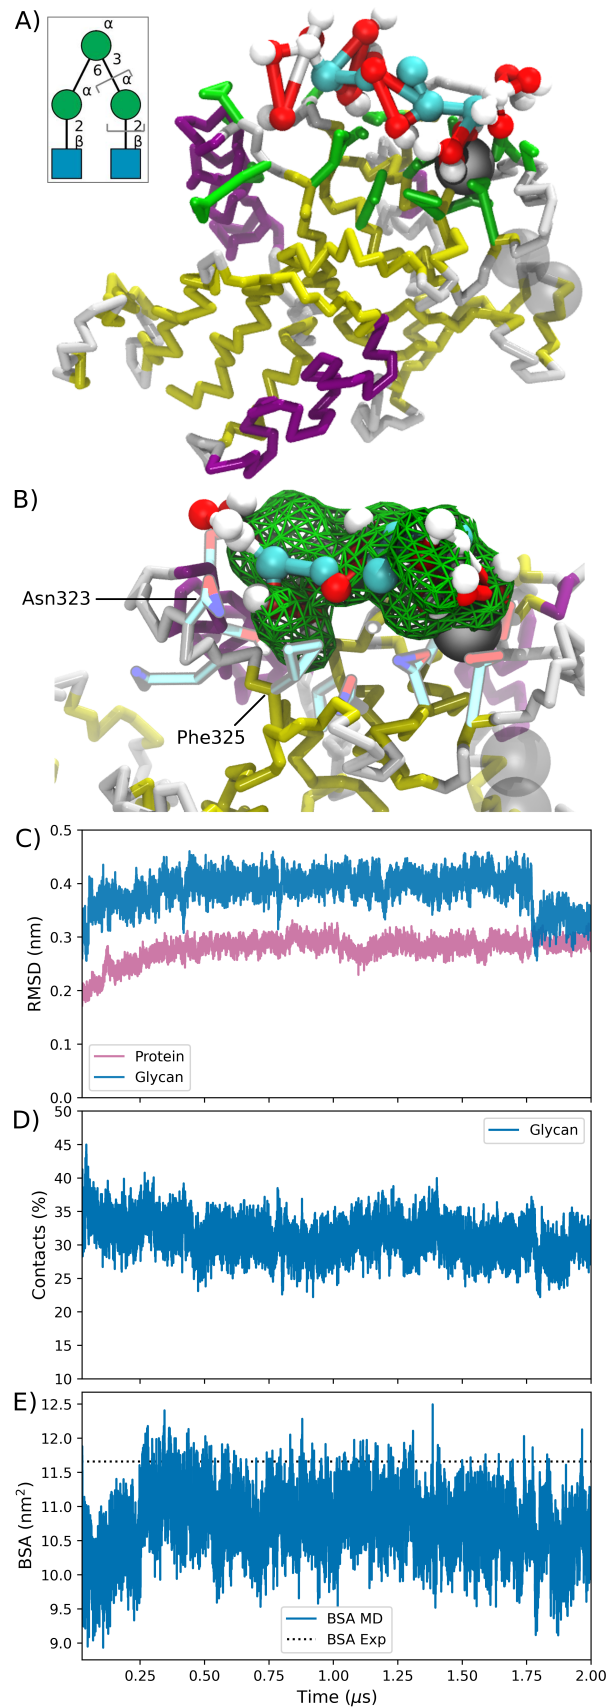 A)
α
6 3
α α
2 2
β β
B)
Asn323
Phe325
C)
0.5
0.4
0.3
0.2
0.1
0.0
RMSD (nm)
Protein
Glycan
D)
50
45
40
35
30
25
20
15
10
Contacts (%)
Glycan
E)
12.5
12.0
11.5
11.0
10.5
10.0
9.5
9.0
BSA (nm²)
BSA MD
BSA Exp
0.25 0.50 0.75 1.00 1.25 1.50 1.75 2.00
Time (μs)